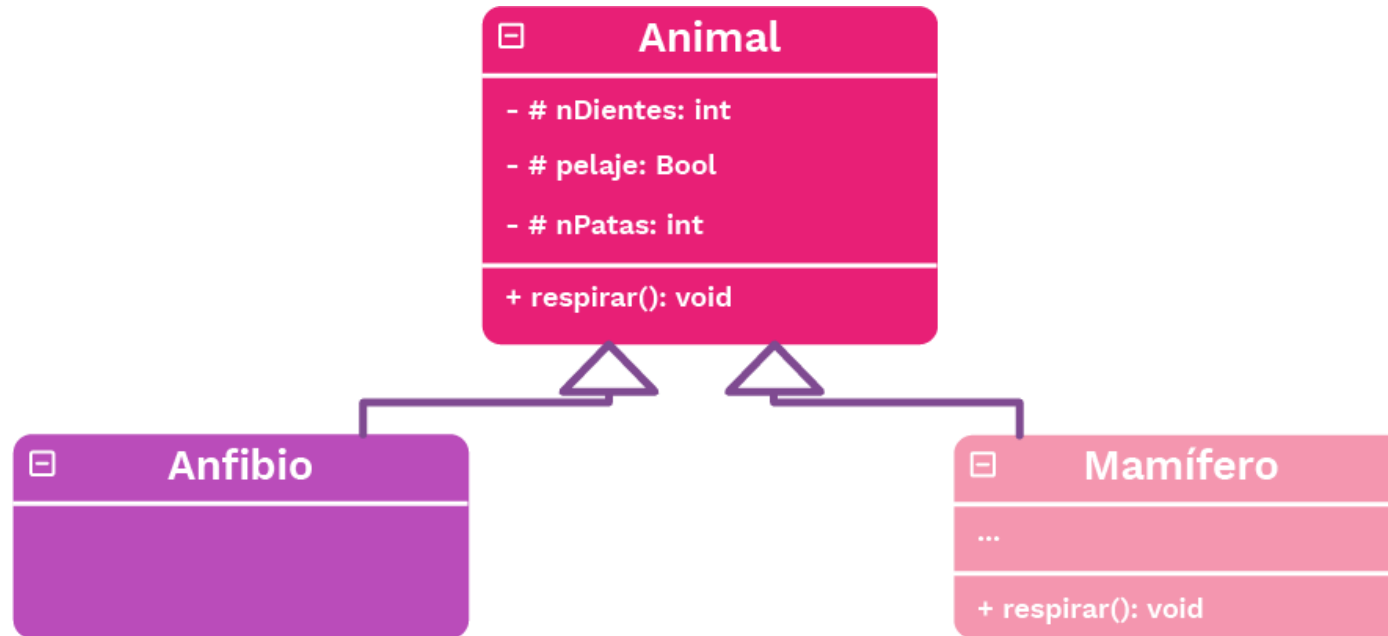 Animal
- # nDientes: int
- # pelaje: Bool
- # nPatas: int
+ respirar(): void
Anfibio
Mamífero
...
+ respirar(): void